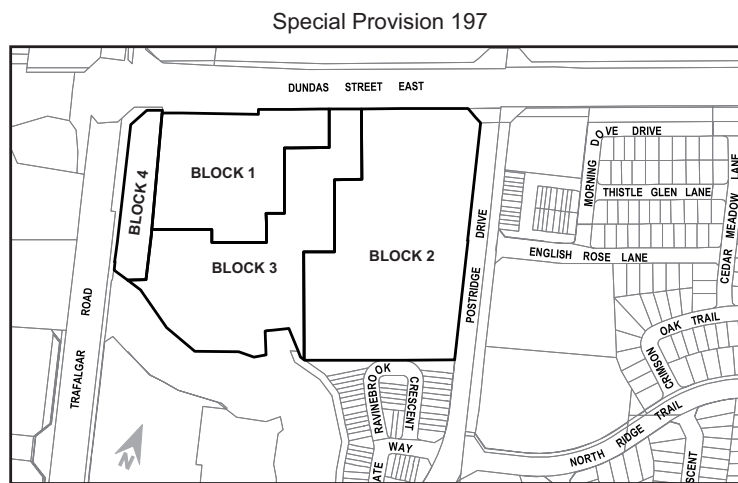 Special Provision 197
DUNDAS STREET EAST
BLOCK 1
BLOCK 2
BLOCK 3
BLOCK 4
TRAFALGAR ROAD
POSTRIDGE DRIVE
MORNING DOVE DRIVE
THISTLE GLEN LANE
ENGLISH ROSE LANE
CEDAR MEADOW LANE
CRIMSON OAK TRAIL
NORTH RIDGE TRAIL
RAVINEBROOK CRESCENT
WAY
ATE
SCENT
N